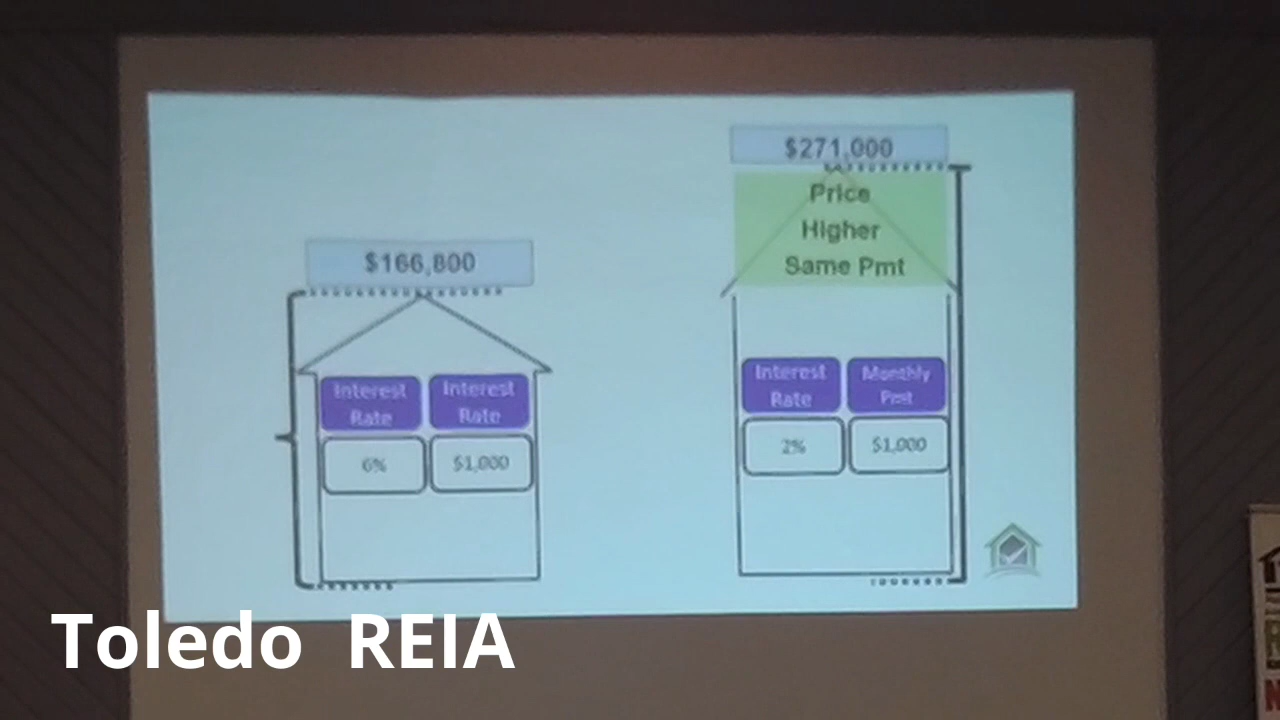 $271,000
Price
Higher
Same Pmt
$166,800
Interest
Rate
Interest
Rate
6%
$1,000
Interest
Rate
Monthly
Pmt
2%
$1,000
Toledo REIA